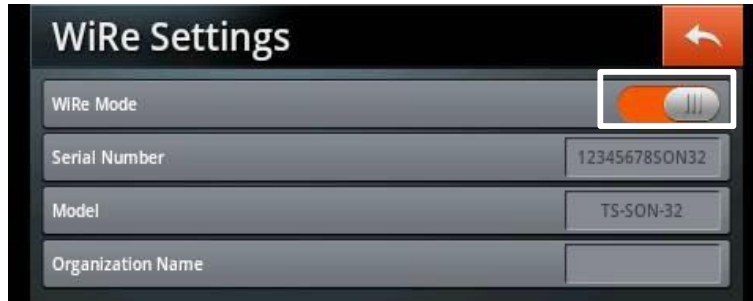 WiRe Settings
WiRe Mode
Serial Number 12345678SON32
Model TS-SON-32
Organization Name